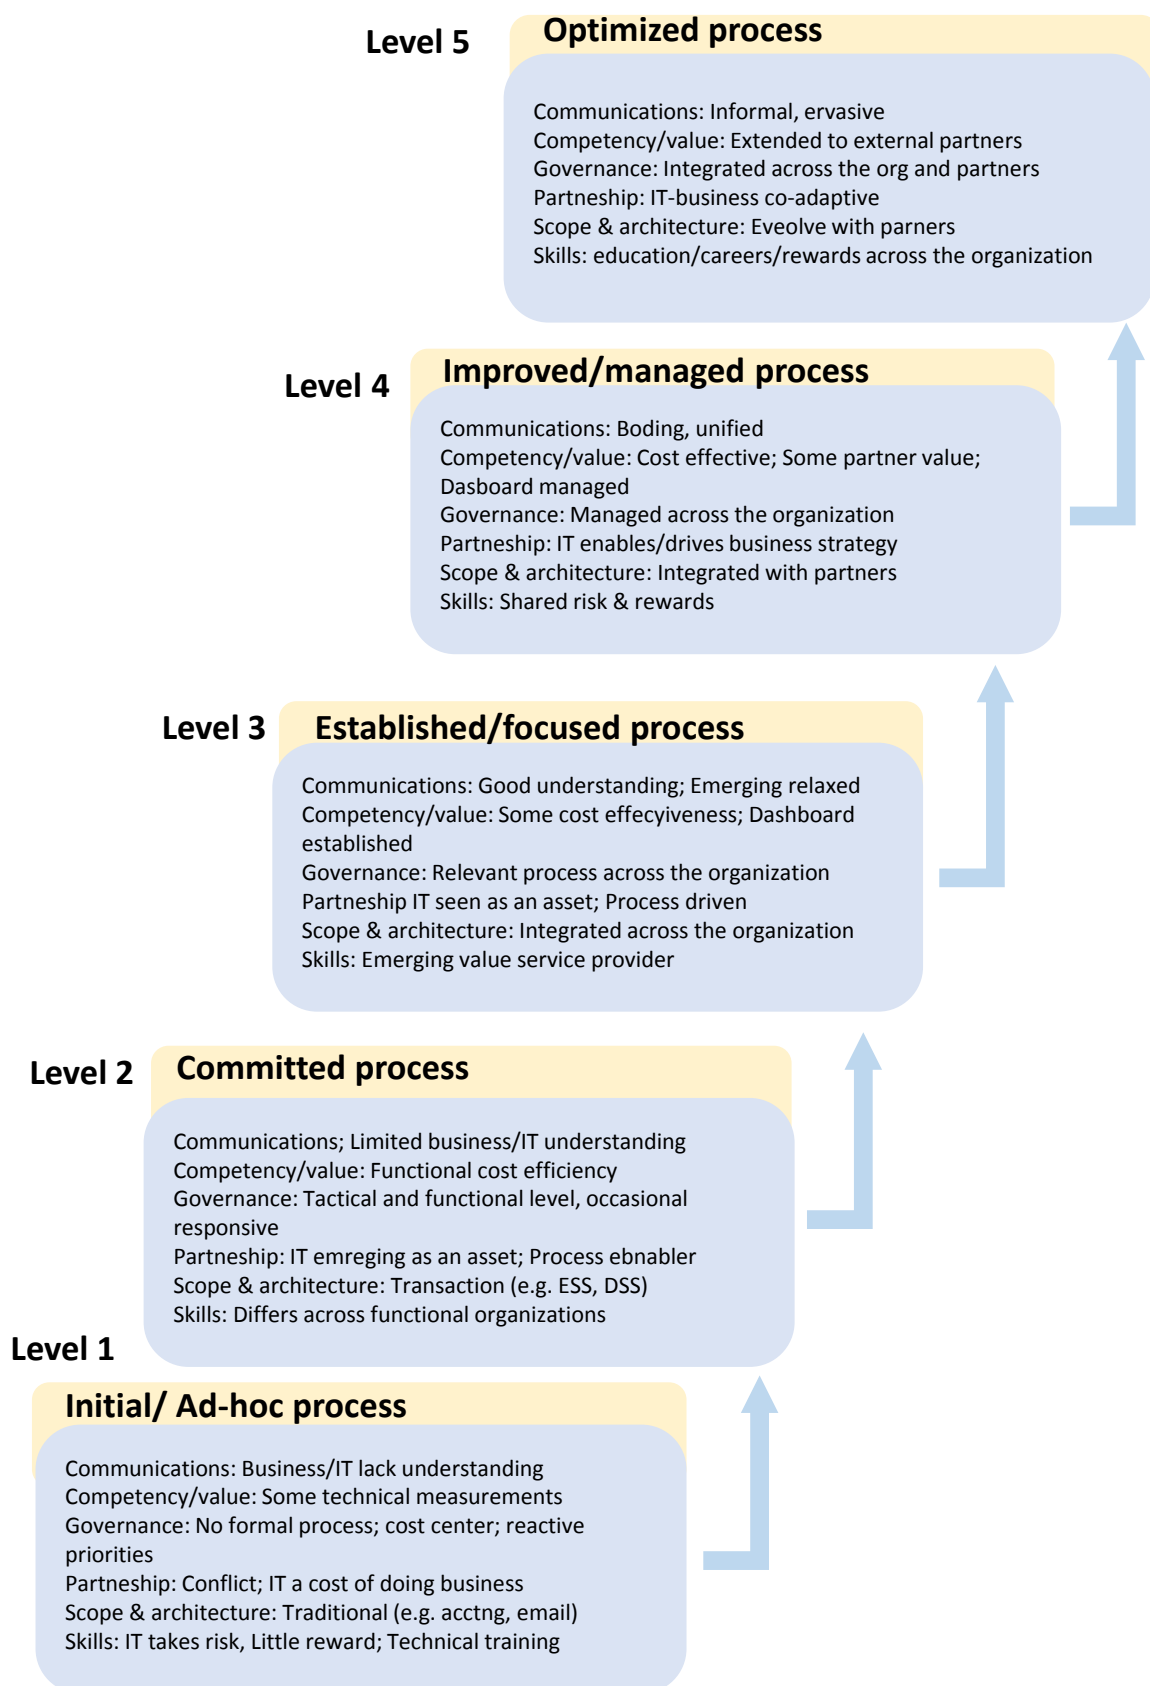 Level 5
Optimized process
Communications: Informal, ervasive
Competency/value: Extended to external partners
Governance: Integrated across the org and partners
Partneship: IT-business co-adaptive
Scope & architecture: Eveolve with parners
Skills: education/careers/rewards across the organization
Level 4
Improved/managed process
Communications: Boding, unified
Competency/value: Cost effective; Some partner value;
Dasboard managed
Governance: Managed across the organization
Partneship: IT enables/drives business strategy
Scope & architecture: Integrated with partners
Skills: Shared risk & rewards
Level 3
Established/focused process
Communications: Good understanding; Emerging relaxed
Competency/value: Some cost effecyiveness; Dashboard
established
Governance: Relevant process across the organization
Partneship IT seen as an asset; Process driven
Scope & architecture: Integrated across the organization
Skills: Emerging value service provider
Level 2
Committed process
Communications; Limited business/IT understanding
Competency/value: Functional cost efficiency
Governance: Tactical and functional level, occasional
responsive
Partneship: IT emreging as an asset; Process ebnabler
Scope & architecture: Transaction (e.g. ESS, DSS)
Skills: Differs across functional organizations
Level 1
Initial/ Ad-hoc process
Communications: Business/IT lack understanding
Competency/value: Some technical measurements
Governance: No formal process; cost center; reactive
priorities
Partneship: Conflict; IT a cost of doing business
Scope & architecture: Traditional (e.g. acctng, email)
Skills: IT takes risk, Little reward; Technical training